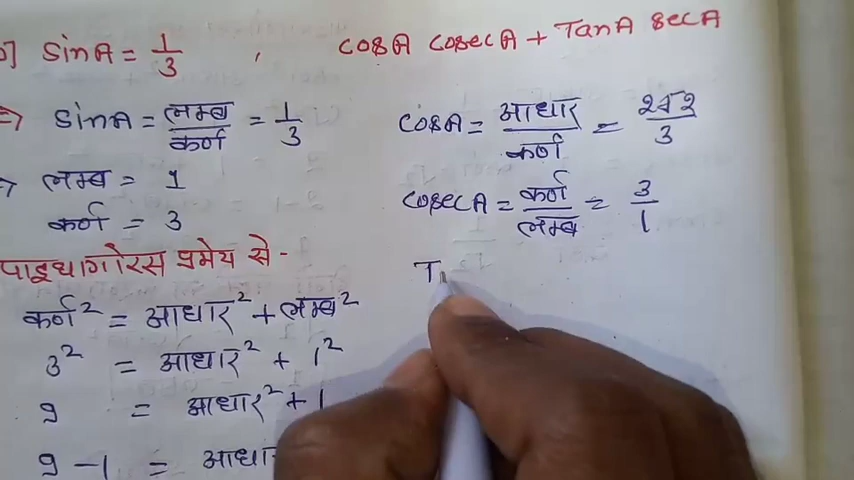 sinA = 1/3 , cosA cosecA + TanA secA
⇒ sinA = लम्ब/कर्ण = 1/3
⇒ लम्ब = 1
कर्ण = 3
पाइथागोरस प्रमेय से -
कर्ण² = आधार² + लम्ब²
3² = आधार² + 1²
9 = आधार² + 1
9 - 1 = आधा
cosA = आधार/कर्ण = 2√2/3
cosecA = कर्ण/लम्ब = 3/1
T